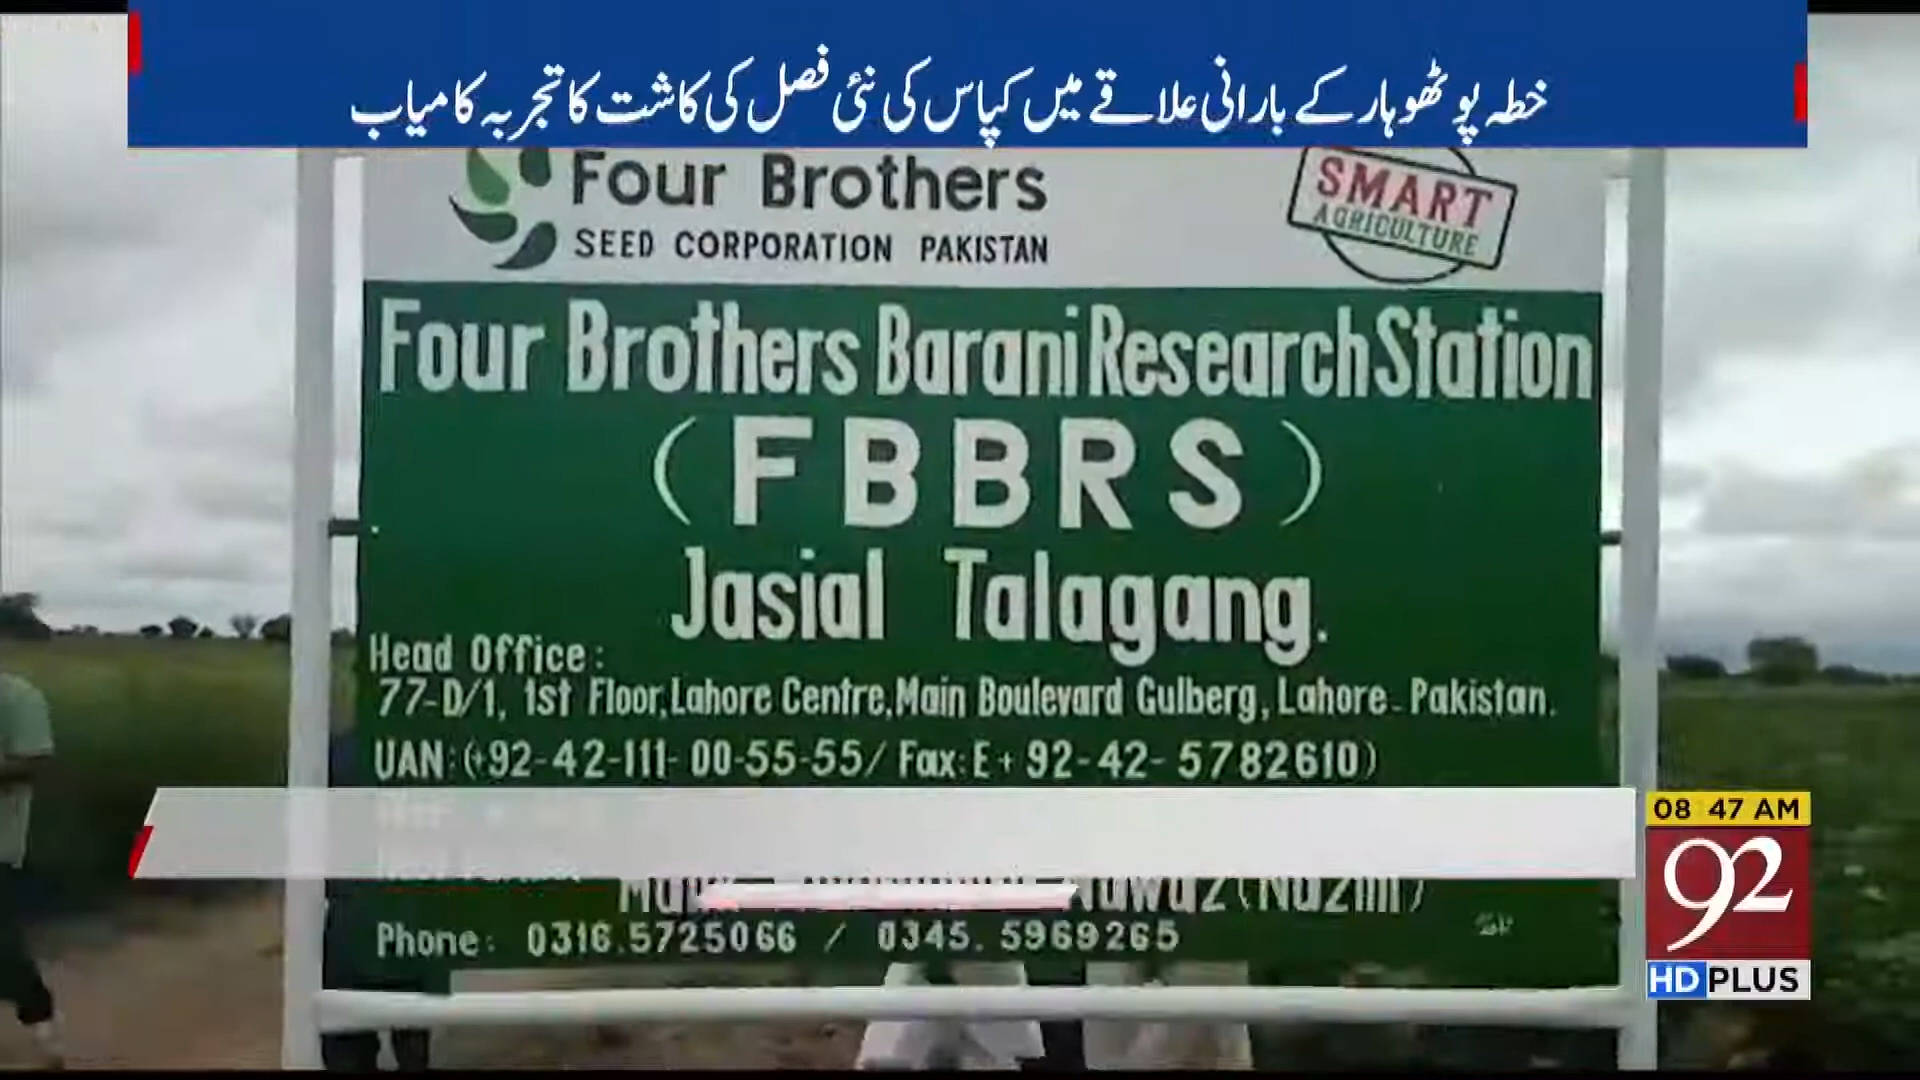 خطہ پوٹھوہار کے بارانی علاقے میں کپاس کی نئی فصل کی کاشت کا تجربہ کامیاب
Four Brothers
SEED CORPORATION PAKISTAN
SMART
AGRICULTURE
Four Brothers Barani Research Station
(FBBRS)
Jasial Talagang.
Head Office:
77-D/1, 1st Floor, Lahore Centre, Main Boulevard Gulberg, Lahore - Pakistan.
UAN: (+92-42-111-00-55-55/ Fax: E + 92-42-5782610)
Nawaz (Nazim)
Phone: 0316.5725066 / 0345.5969265
08 47 AM
92
HD PLUS